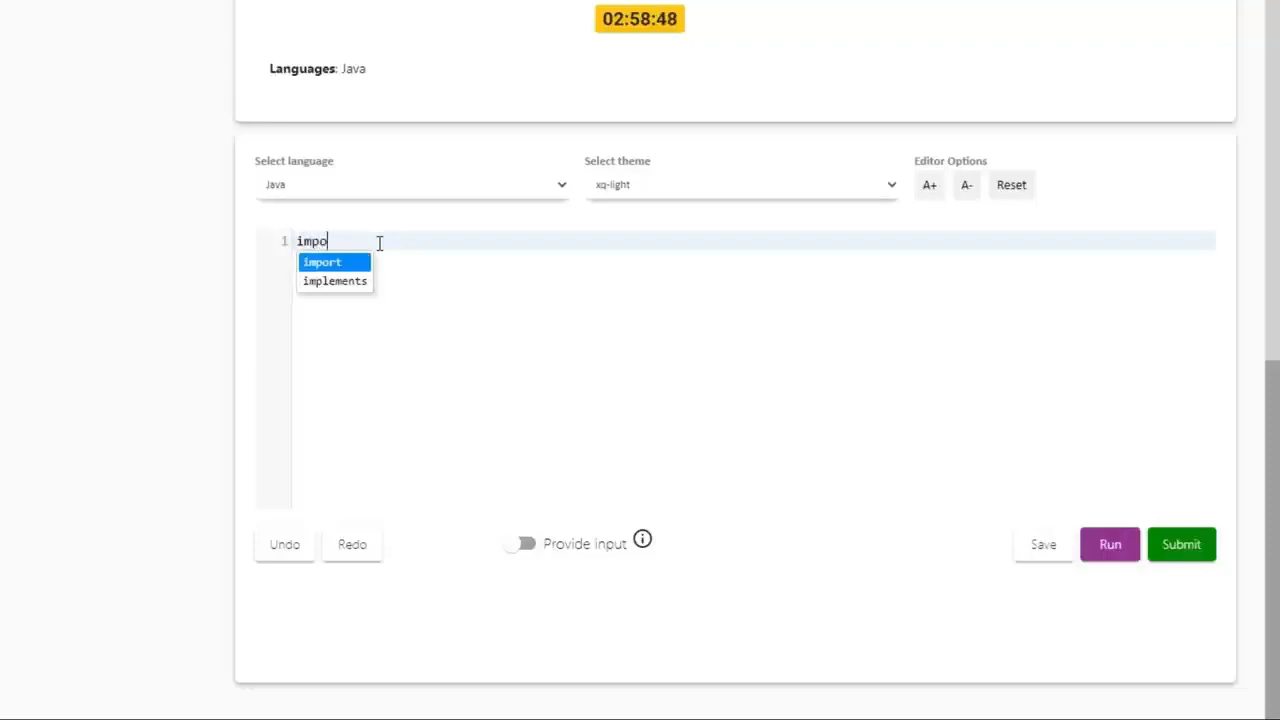 02:58:48
Languages: Java
Select language
Select theme
Editor Options
Java
xq-light
A+
A-
Reset
1 impo
import
implements
Undo
Redo
Provide input
Save
Run
Submit